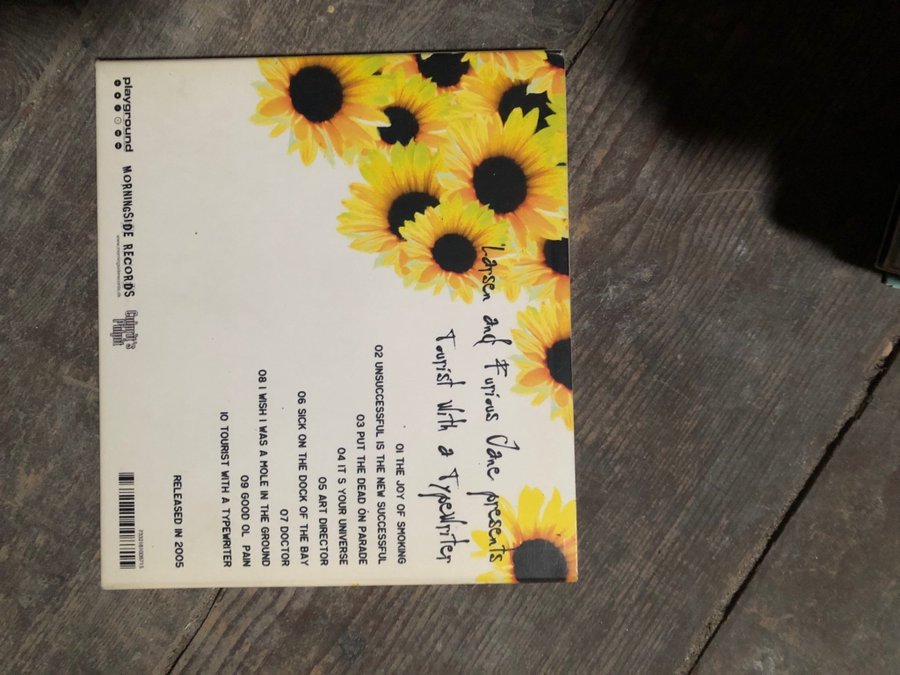 Larsen and Furious Jane presents
Tourist with a Typewriter
01 THE JOY OF SMOKING
02 UNSUCCESSFUL IS THE NEW SUCCESSFUL
03 PUT THE DEAD ON PARADE
04 IT S YOUR UNIVERSE
05 ART DIRECTOR
06 SICK ON THE DOCK OF THE BAY
07 DOCTOR
08 I WISH I WAS A MOLE IN THE GROUND
09 GOOD OL PAIN
10 TOURIST WITH A TYPEWRITER
RELEASED IN 2005
playground MORNINGSIDE RECORDS